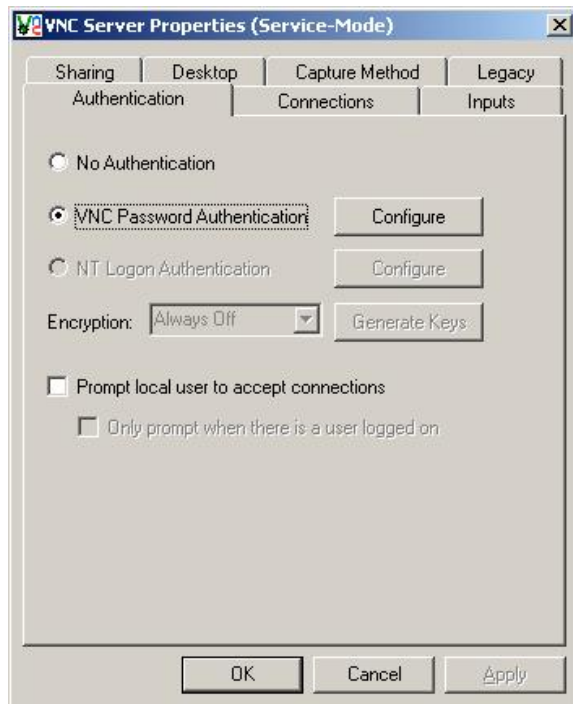 VNC Server Properties (Service-Mode)
Sharing Desktop Capture Method Legacy
Authentication Connections Inputs
No Authentication
VNC Password Authentication Configure
NT Logon Authentication Configure
Encryption: Always Off Generate Keys
Prompt local user to accept connections
Only prompt when there is a user logged on
OK Cancel Apply